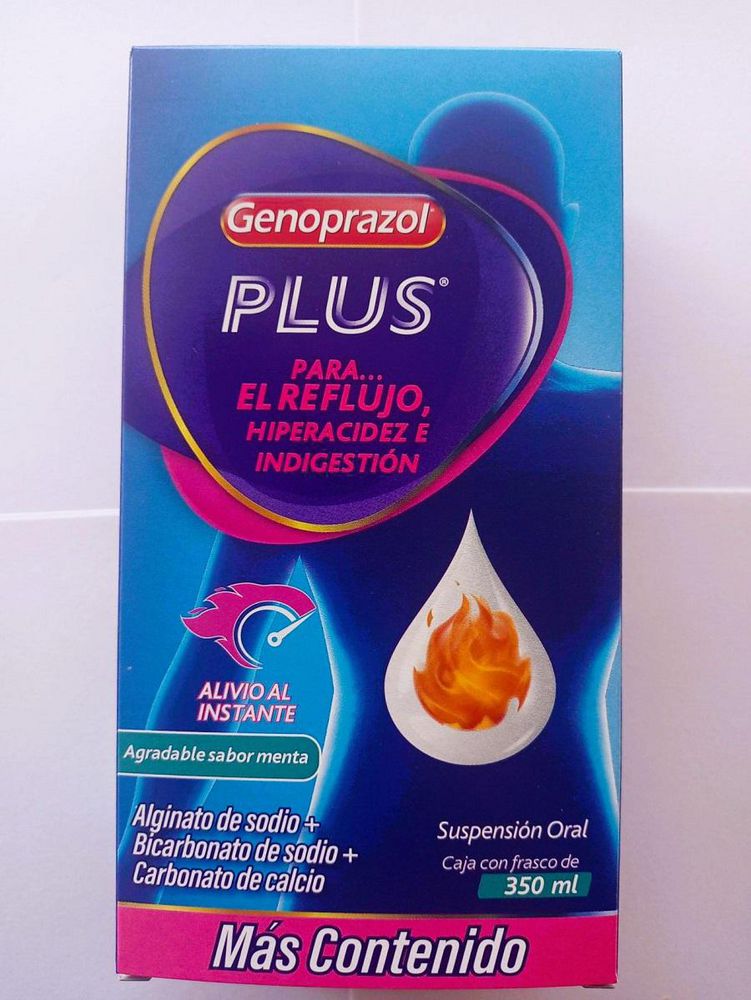 Genoprazol
PLUS®
PARA...
EL REFLUJO,
HIPERACIDEZ E
INDIGESTIÓN
ALIVIO AL
INSTANTE
Agradable sabor menta
Alginato de sodio +
Bicarbonato de sodio +
Carbonato de calcio
Suspensión Oral
Caja con frasco de
350 ml
Más Contenido